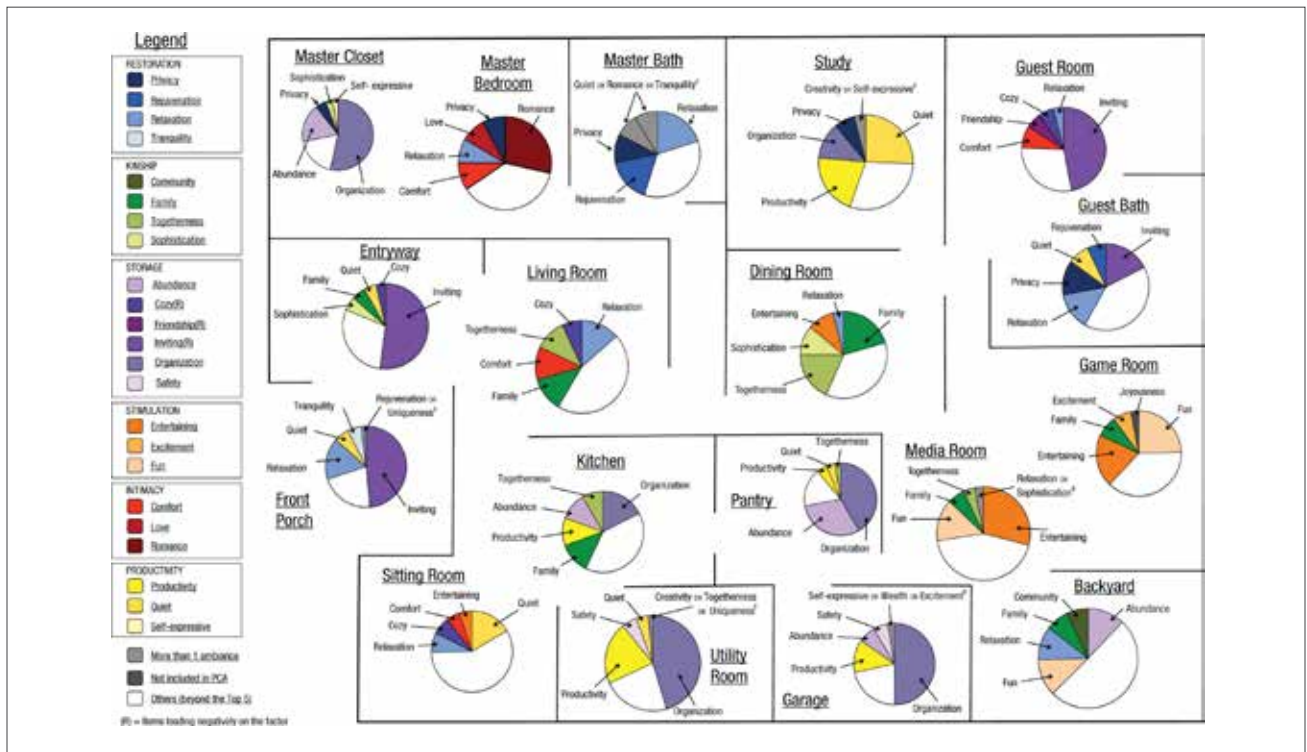 Legend
RESTORATION
Privacy
Rejuvenation
Relaxation
Tranquility
KINSHIP
Community
Family
Togetherness
Sophistication
STORAGE
Abundance
Cozy(R)
Friendship(R)
Inviting(R)
Organization
Safety
STIMULATION
Entertaining
Excitement
Fun
INTIMACY
Comfort
Love
Romance
PRODUCTIVITY
Productivity
Quiet
Self-expressive
More than 1 ambiance
Not included in PCA
Others (beyond the Top 5)
(R) = Items loading negatively on the factor
Master Closet
Sophistication
Self- expressive
Privacy
Abundance
Organization
Master
Bedroom
Privacy
Romance
Love
Relaxation
Comfort
Master Bath
Quiet or Romance or Tranquility
Relaxation
Privacy
Rejuvenation
Study
Creativity or Self-expressive
Privacy
Quiet
Organization
Productivity
Guest Room
Relaxation
Cozy
Inviting
Friendship
Comfort
Guest Bath
Rejuvenation
Inviting
Quiet
Privacy
Relaxation
Entryway
Quiet
Cozy
Family
Inviting
Sophistication
Living Room
Cozy
Relaxation
Togetherness
Comfort
Family
Dining Room
Relaxation
Entertaining
Family
Sophistication
Togetherness
Game Room
Joyousness
Excitement
Fun
Family
Entertaining
Tranquility
Rejuvenation or
Uniqueness
Quiet
Relaxation
Inviting
Front
Porch
Kitchen
Togetherness
Organization
Abundance
Productivity
Family
Togetherness
Quiet
Productivity
Pantry
Abundance
Organization
Media Room
Togetherness
Relaxation or
Sophistication
Family
Fun
Entertaining
Sitting Room
Entertaining
Comfort
Quiet
Cozy
Relaxation
Quiet
Creativity or Togetherness
or Uniqueness
Safety
Productivity
Organization
Utility
Room
Self-expressive or Wealth or Excitement
Safety
Abundance
Productivity
Garage
Organization
Backyard
Community
Abundance
Family
Relaxation
Fun